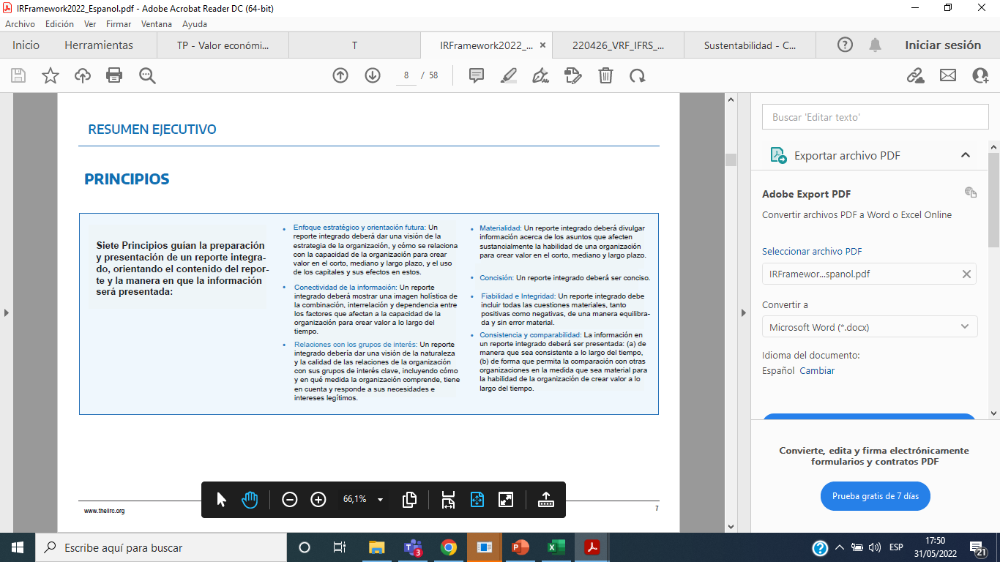 IRFramework2022_Espanol.pdf - Adobe Acrobat Reader DC (64-bit)
Archivo Edición Ver Firmar Ventana Ayuda
Inicio Herramientas TP - Valor económi... T IRFramework2022_... × 220426_VRF_IFRS_... Sustentabilidad - C... Iniciar sesión
8 / 58
RESUMEN EJECUTIVO
PRINCIPIOS
Siete Principios guían la preparación
y presentación de un reporte integra-
do, orientando el contenido del repor-
te y la manera en que la información
será presentada:
• Enfoque estratégico y orientación futura: Un
reporte integrado deberá dar una visión de la
estrategia de la organización, y cómo se relaciona
con la capacidad de la organización para crear
valor en el corto, mediano y largo plazo, y el uso
de los capitales y sus efectos en estos.
• Conectividad de la información: Un reporte
integrado deberá mostrar una imagen holística de
la combinación, interrelación y dependencia entre
los factores que afectan a la capacidad de la
organización para crear valor a lo largo del
tiempo.
• Relaciones con los grupos de interés: Un reporte
integrado debería dar una visión de la naturaleza
y la calidad de las relaciones de la organización
con sus grupos de interés clave, incluyendo cómo
y en qué medida la organización comprende, tiene
en cuenta y responde a sus necesidades e
intereses legítimos.
• Materialidad: Un reporte integrado deberá divulgar
información acerca de los asuntos que afecten
sustancialmente la habilidad de una organización
para crear valor en el corto, mediano y largo plazo.
• Concisión: Un reporte integrado deberá ser conciso.
• Fiabilidad e Integridad: Un reporte integrado debe
incluir todas las cuestiones materiales, tanto
positivas como negativas, de una manera equilibra-
da y sin error material.
• Consistencia y comparabilidad: La información en
un reporte integrado deberá ser presentada: (a) de
manera que sea consistente a lo largo del tiempo,
(b) de forma que permita la comparación con otras
organizaciones en la medida que sea material para
la habilidad de la organización de crear valor a lo
largo del tiempo.
www.theiirc.org
7
66,1%
Buscar 'Editar texto'
Exportar archivo PDF
Adobe Export PDF
Convertir archivos PDF a Word o Excel Online
Seleccionar archivo PDF
IRFramewor...spanol.pdf
Convertir a
Microsoft Word (*.docx)
Idioma del documento:
Español Cambiar
Convierte, edita y firma electrónicamente
formularios y contratos PDF
Prueba gratis de 7 días
Escribe aquí para buscar
3
ESP
17:50
31/05/2022
21